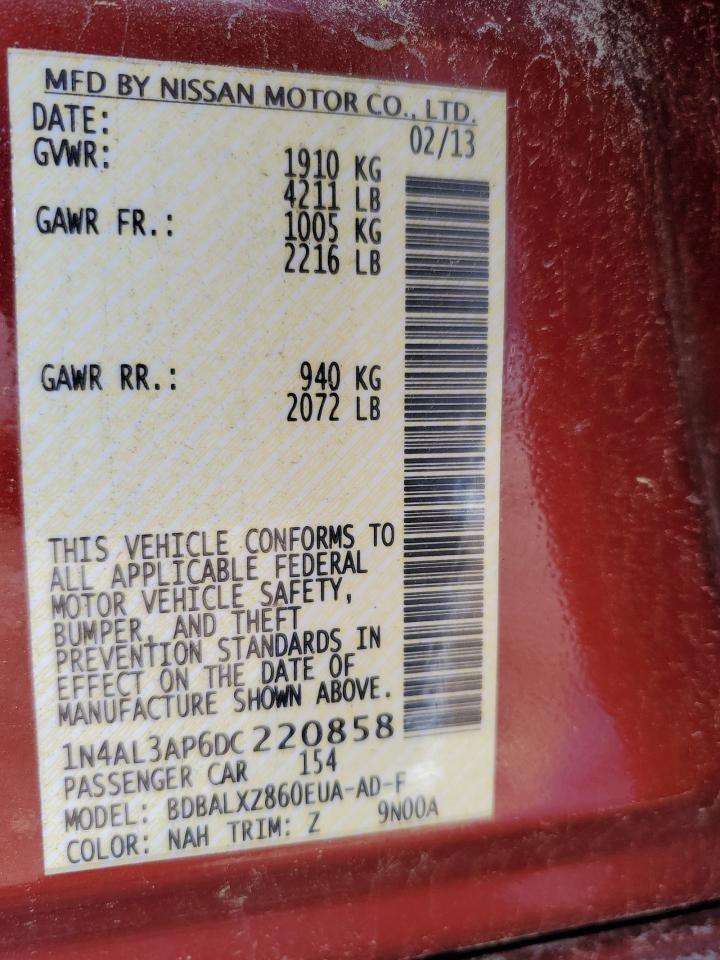 MFD BY NISSAN MOTOR CO., LTD.
DATE: 02/13
GVWR: 1910 KG
4211 LB
GAWR FR.: 1005 KG
2216 LB
GAWR RR.: 940 KG
2072 LB
THIS VEHICLE CONFORMS TO
ALL APPLICABLE FEDERAL
MOTOR VEHICLE SAFETY,
BUMPER, AND THEFT
PREVENTION STANDARDS IN
EFFECT ON THE DATE OF
MANUFACTURE SHOWN ABOVE.
1N4AL3AP6DC220858
PASSENGER CAR 154
MODEL: BDBALXZ860EUA-AD-F
COLOR: NAH TRIM: Z 9N00A